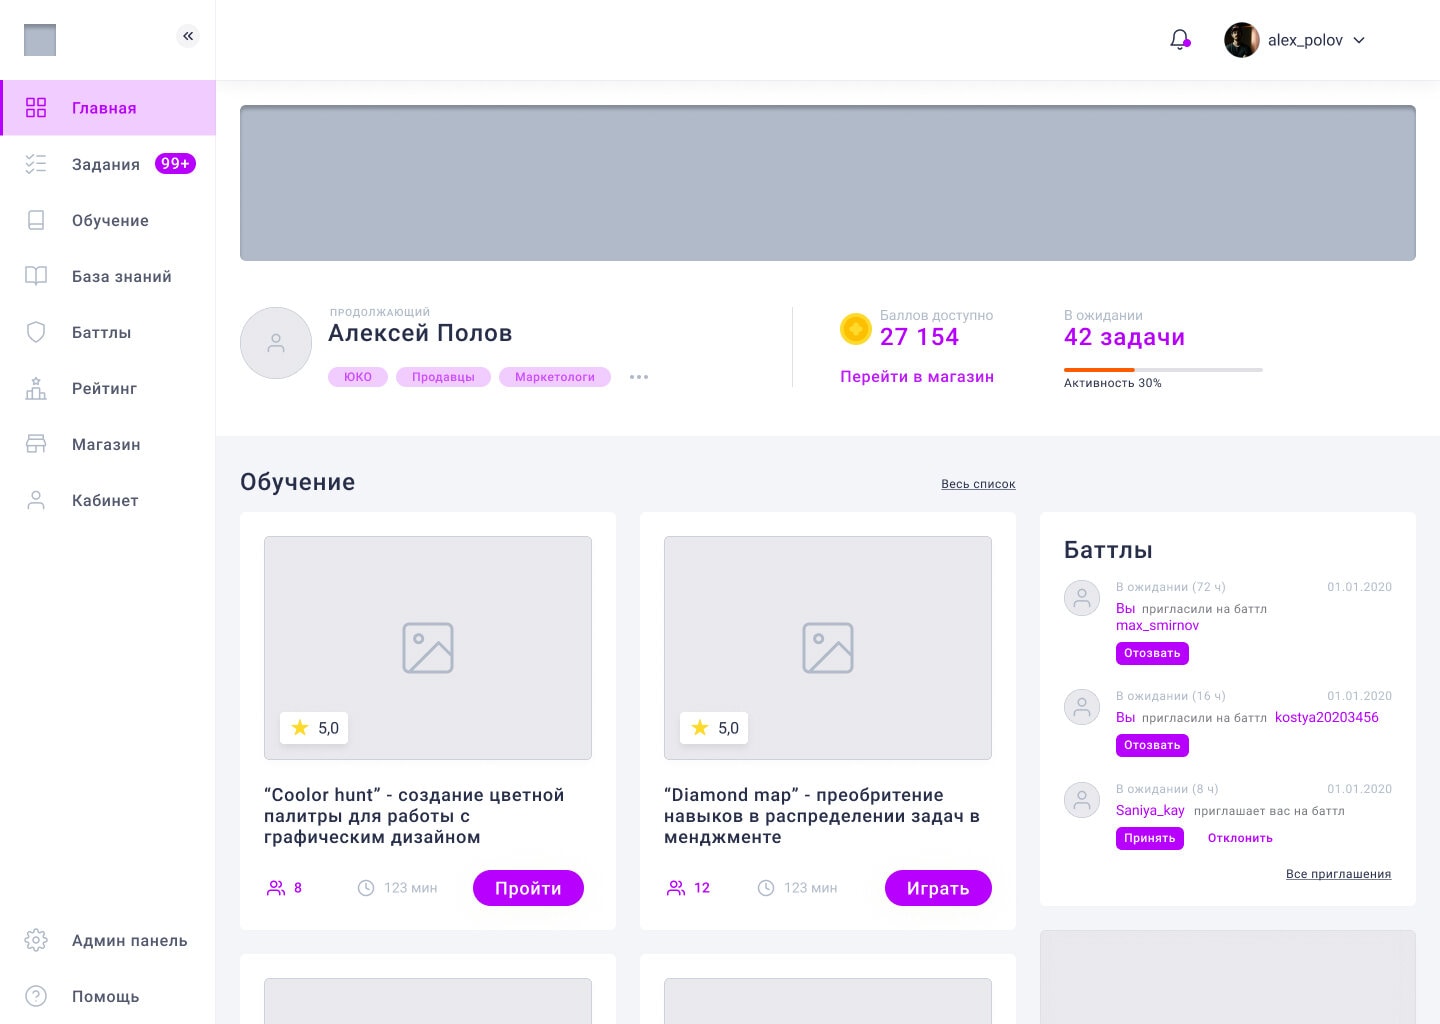 «
alex_polov
Главная
Задания 99+
Обучение
База знаний
Баттлы
Рейтинг
Магазин
Кабинет
Админ панель
Помощь
ПРОДОЛЖАЮЩИЙ
Алексей Полов
ЮКО Продавцы Маркетологи
Баллов доступно
27 154
Перейти в магазин
В ожидании
42 задачи
Активность 30%
Обучение
Весь список
5,0
“Coolor hunt” - создание цветной
палитры для работы с
графическим дизайном
8 123 мин Пройти
5,0
“Diamond map” - преобритение
навыков в распределении задач в
менджменте
12 123 мин Играть
Баттлы
В ожидании (72 ч) 01.01.2020
Вы пригласили на баттл
max_smirnov
Отозвать
В ожидании (16 ч) 01.01.2020
Вы пригласили на баттл kostya20203456
Отозвать
В ожидании (8 ч) 01.01.2020
Saniya_kay приглашает вас на баттл
Принять Отклонить
Все приглашения